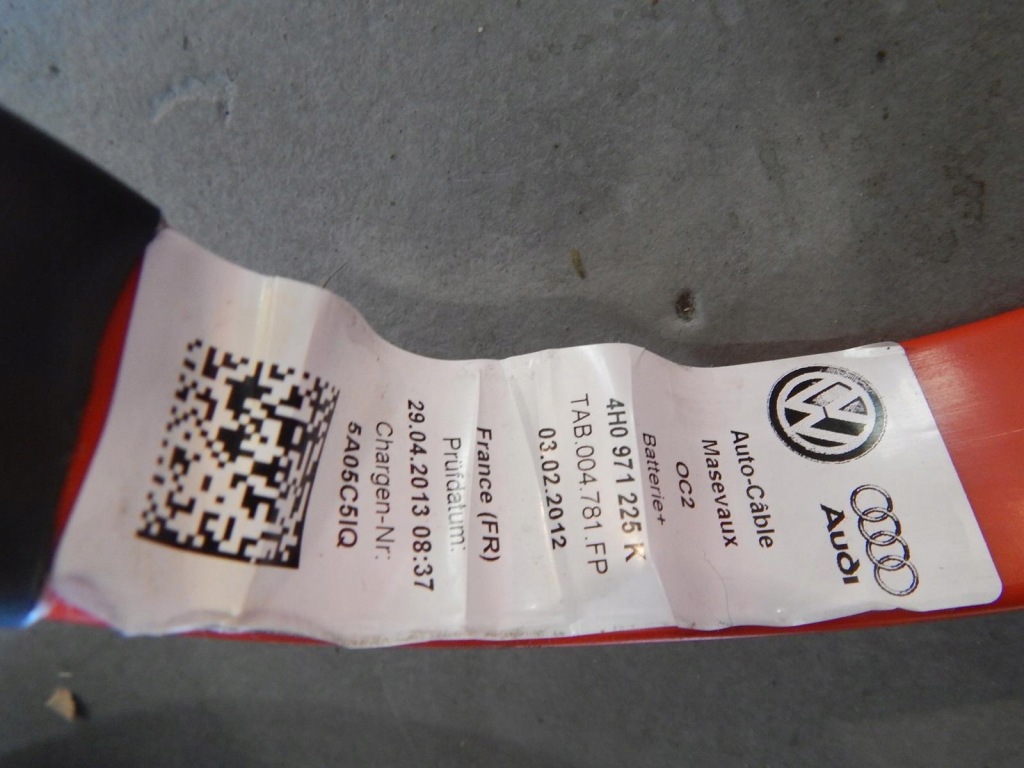 Audi
Auto-Câble
Masevaux
OC2
Batterie+
4H0 971 225 K
TAB.004.781.FP
03.02.2012
France (FR)
Prüfdatum:
29.04.2013 08:37
Chargen-Nr:
5A05C5IQ